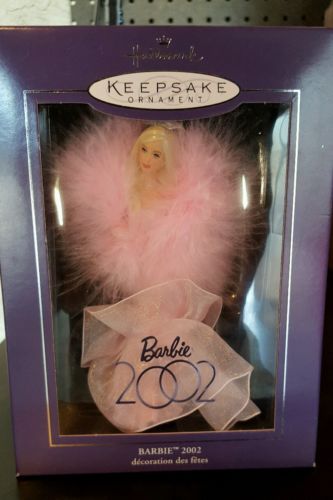 Hallmark
KEEPSAKE
ORNAMENT
Barbie
2002
BARBIE™ 2002
décoration des fêtes